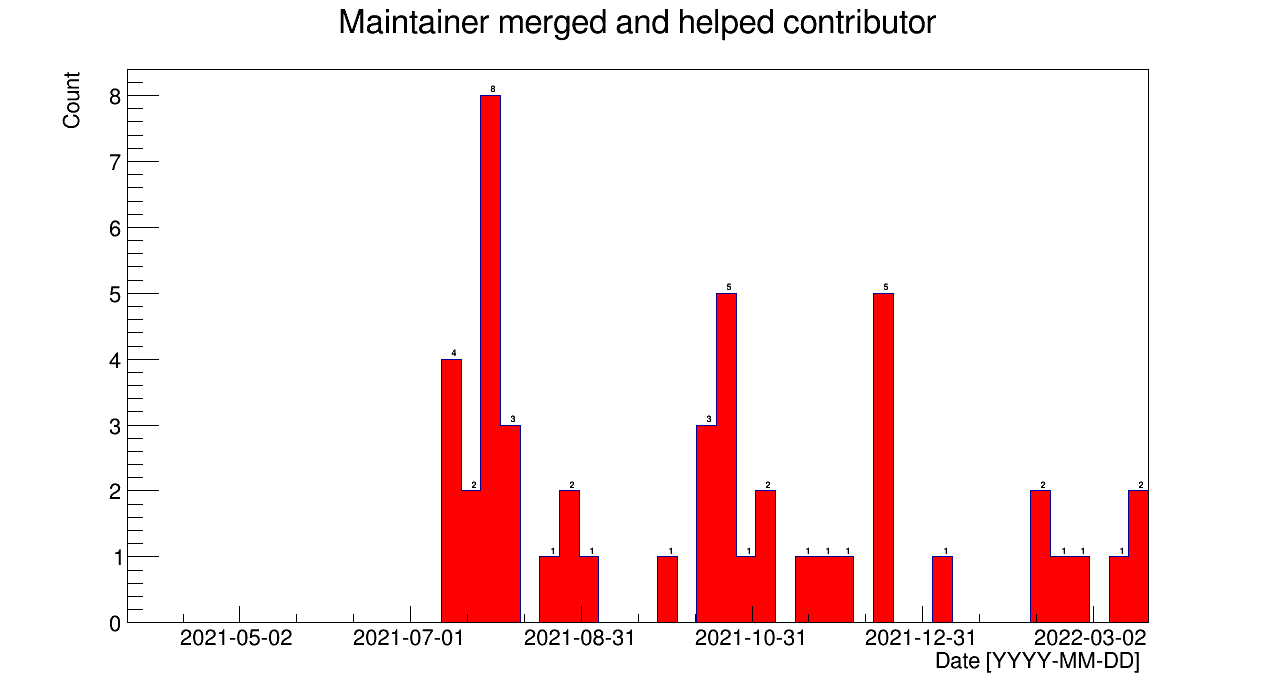 Maintainer merged and helped contributor
Count
8
7
6
5
4
3
2
1
0
4 2 8 3 1 2 1 1 3 5 1 2 1 1 1 5 1 2 1 1 1 2
2021-05-02 2021-07-01 2021-08-31 2021-10-31 2021-12-31 2022-03-02
Date [YYYY-MM-DD]